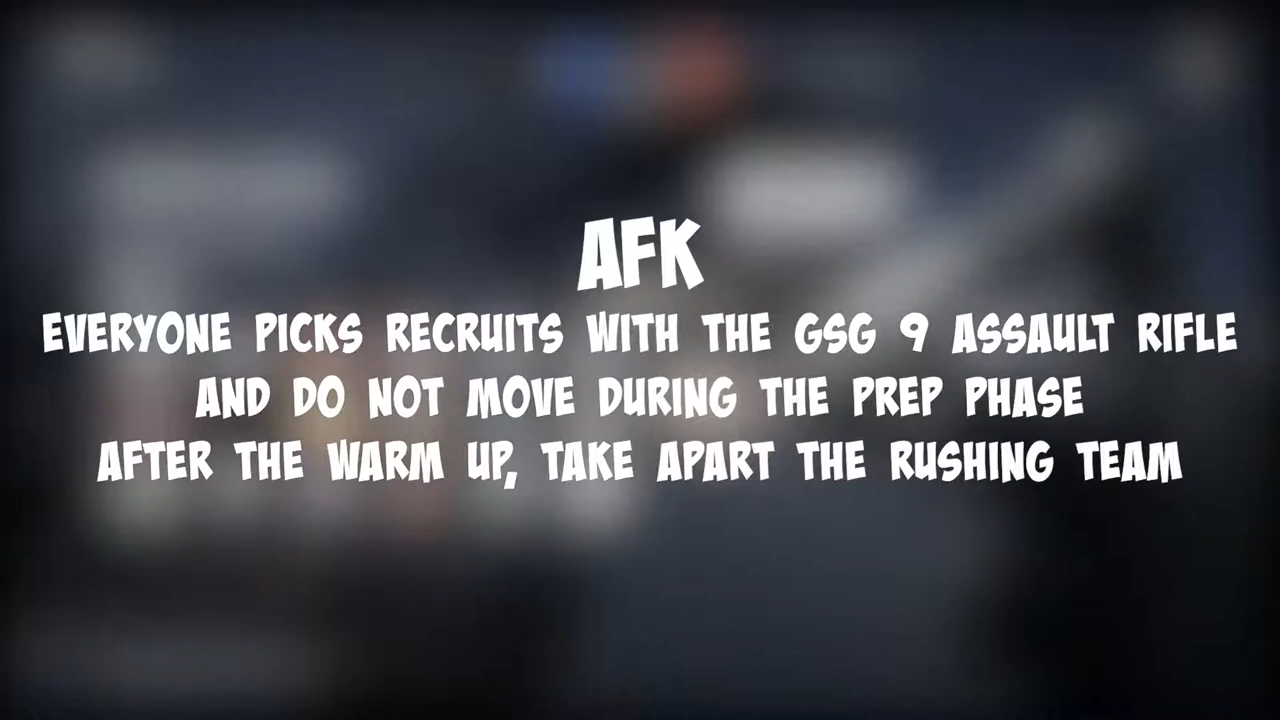 AFK
EVERYONE PICKS RECRUITS WITH THE GSG 9 ASSAULT RIFLE
AND DO NOT MOVE DURING THE PREP PHASE
AFTER THE WARM UP, TAKE APART THE RUSHING TEAM